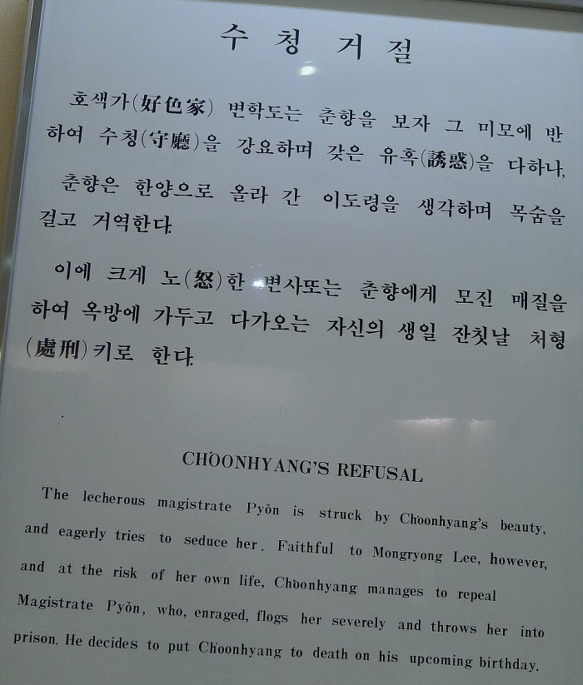 수 청 거 절
호색가(好色家) 변학도는 춘향을 보자 그 미모에 반
하여 수청(守廳)을 강요하며 갖은 유혹(誘惑)을 다하나,
춘향은 한양으로 올라 간 이도령을 생각하며 목숨을
걸고 거역한다.
이에 크게 노(怒)한 변사또는 춘향에게 모진 매질을
하여 옥방에 가두고 다가오는 자신의 생일 잔칫날 처형
(處刑)키로 한다.
CHOONHYANG'S REFUSAL
The lecherous magistrate Pyŏn is struck by Choonhyang's beauty,
and eagerly tries to seduce her. Faithful to Mongryong Lee, however,
and at the risk of her own life, Choonhyang manages to repeal
Magistrate Pyŏn, who, enraged, flogs her severely and throws her into
prison. He decides to put Choonhyang to death on his upcoming birthday.